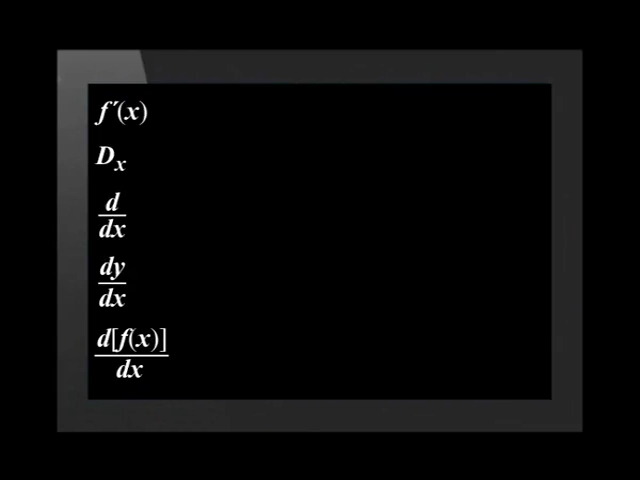 f′(x)
Dₓ
d/dx
dy/dx
d[f(x)]/dx